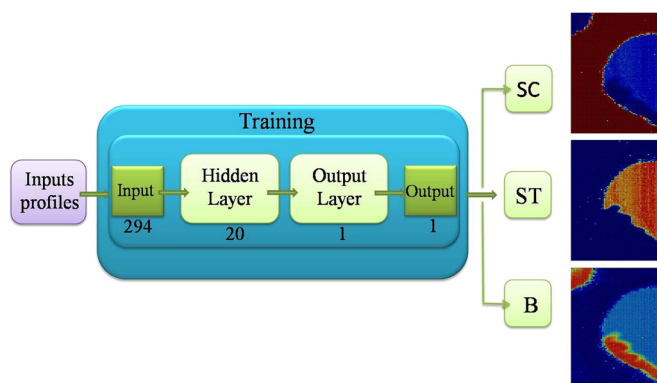 Training
Inputs
profiles
Input
294
Hidden
Layer
20
Output
Layer
1
Output
1
SC
ST
B